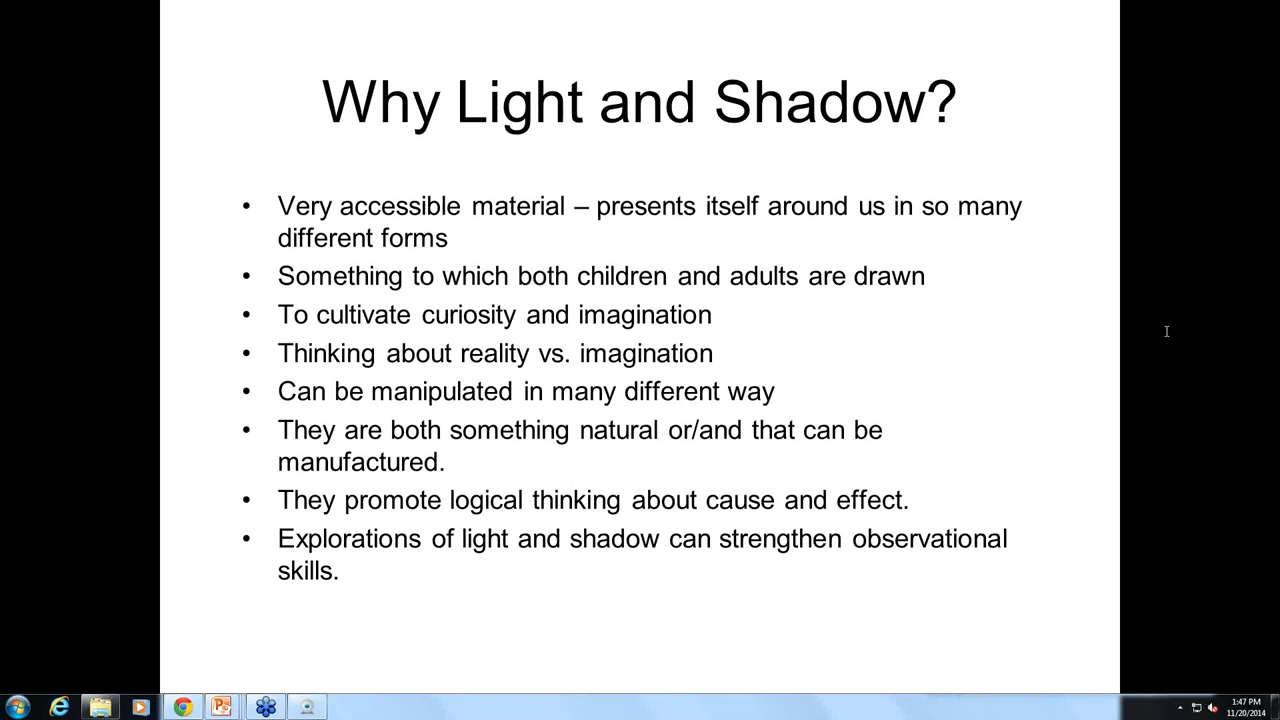 Why Light and Shadow?
• Very accessible material – presents itself around us in so many
different forms
• Something to which both children and adults are drawn
• To cultivate curiosity and imagination
• Thinking about reality vs. imagination
• Can be manipulated in many different way
• They are both something natural or/and that can be
manufactured.
• They promote logical thinking about cause and effect.
• Explorations of light and shadow can strengthen observational
skills.
1:47 PM
11/20/2014